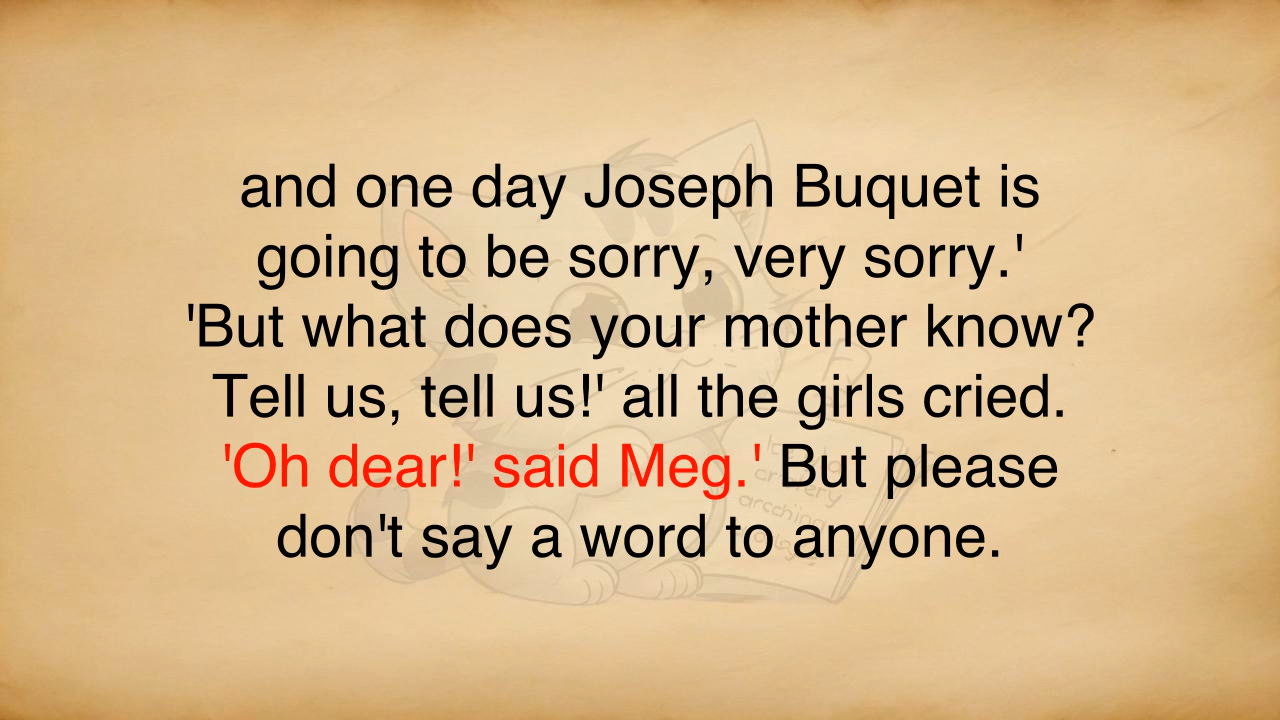 and one day Joseph Buquet is
going to be sorry, very sorry.'
'But what does your mother know?
Tell us, tell us!' all the girls cried.
'Oh dear!' said Meg.' But please
don't say a word to anyone.